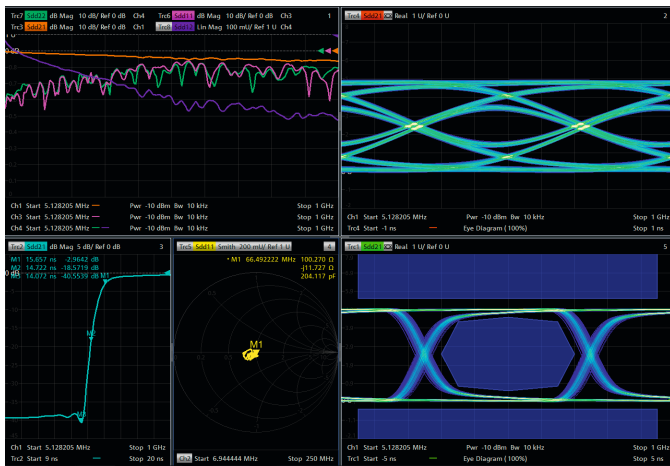 Trc7 Sdd22 dB Mag 10 dB/ Ref 0 dB Ch4 Trc6 Sdd11 dB Mag 10 dB/ Ref 0 dB Ch3 1
Trc3 Sdd21 dB Mag 10 dB/ Ref 0 dB Ch1 Trc8 Sdd12 Lin Mag 100 mU/ Ref 1 U Ch4
Ch1 Start 5.128205 MHz Pwr -10 dBm Bw 10 kHz Stop 1 GHz
Ch3 Start 5.128205 MHz Pwr -10 dBm Bw 10 kHz Stop 1 GHz
Ch4 Start 5.128205 MHz Pwr -10 dBm Bw 10 kHz Stop 1 GHz
Trc4 Sdd21 Real 1 U/ Ref 0 U 2
Ch1 Start 5.128205 MHz Pwr -10 dBm Bw 10 kHz Stop 1 GHz
Trc4 Start -1 ns Eye Diagram (100%) Stop 1 ns
Trc2 Sdd21 dB Mag 5 dB/ Ref 0 dB 3
M1 15.657 ns -2.9642 dB
M2 14.722 ns -18.5719 dB
M3 14.072 ns -40.5539 dB
M1
M2
Ch1 Start 5.128205 MHz Stop 1 GHz
Trc2 9 ns Stop 20 ns
Trc5 Sdd11 Smith 200 mU/ Ref 1 U 4
• M1 66.492222 MHz 100.270 Ω
-j11.727 Ω
204.117 pF
M1
Ch2 Start 6.944444 MHz Stop 250 MHz
Trc1 Sdd21 Real 1 U/ Ref 0 U 5
Ch1 Start 5.128205 MHz Pwr -10 dBm Bw 10 kHz Stop 1 GHz
Trc1 Start -5 ns Eye Diagram (100%) Stop 5 ns